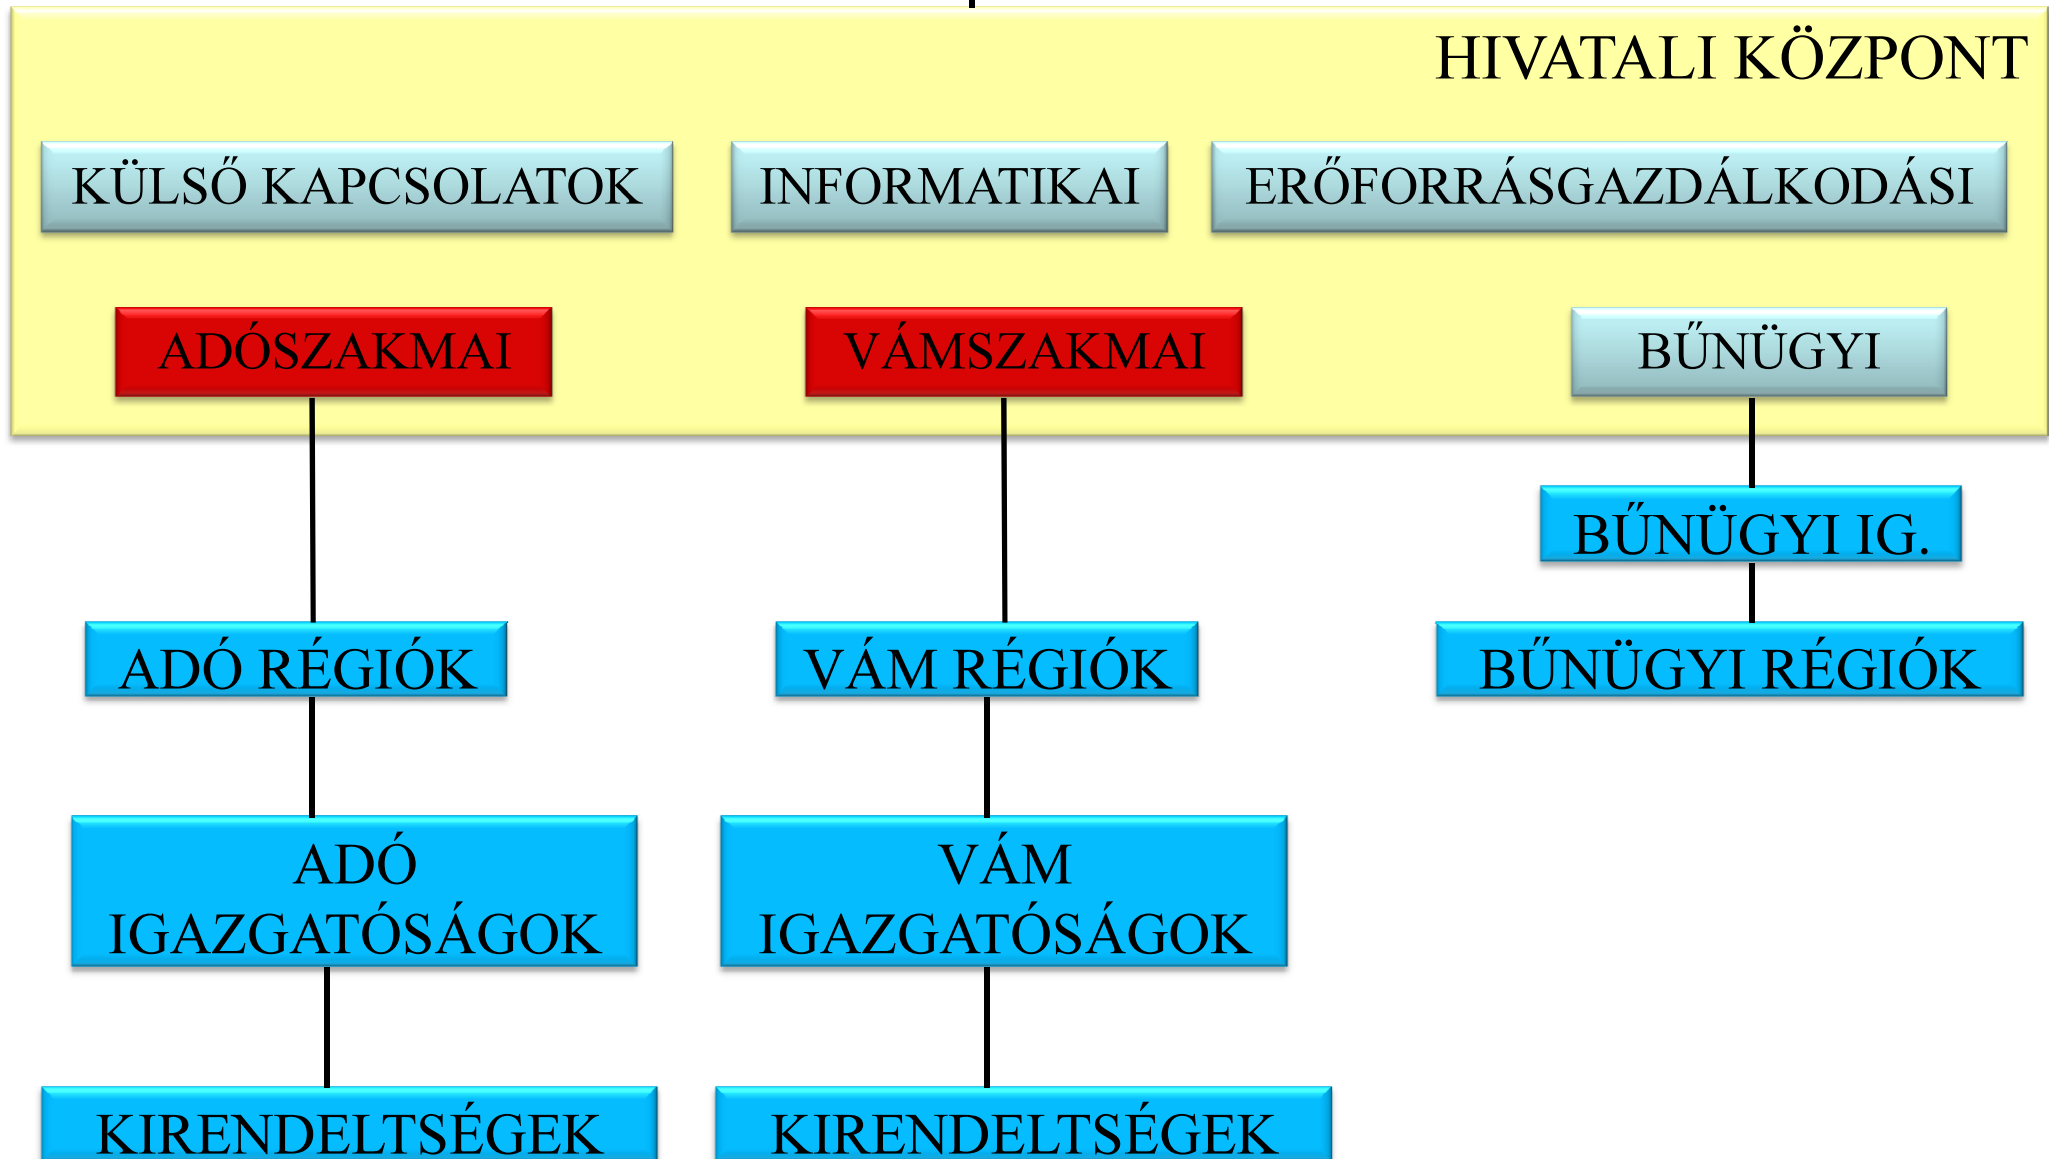 HIVATALI KÖZPONT
KÜLSŐ KAPCSOLATOK
INFORMATIKAI
ERŐFORRÁSGAZDÁLKODÁSI
ADÓSZAKMAI
VÁMSZAKMAI
BŰNÜGYI
BŰNÜGYI IG.
ADÓ RÉGIÓK
VÁM RÉGIÓK
BŰNÜGYI RÉGIÓK
ADÓ
IGAZGATÓSÁGOK
VÁM
IGAZGATÓSÁGOK
KIRENDELTSÉGEK
KIRENDELTSÉGEK